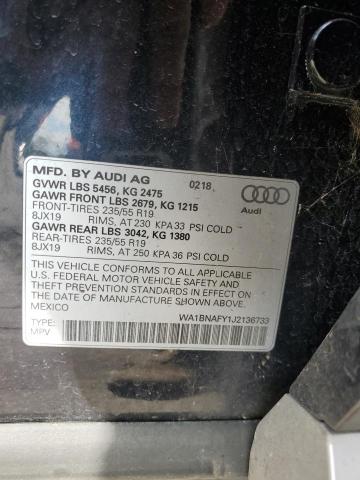 MFD. BY AUDI AG 0218
GVWR LBS 5456, KG 2475
GAWR FRONT LBS 2679, KG 1215
FRONT-TIRES 235/55 R19
8JX19 RIMS, AT 230 KPA 33 PSI COLD
GAWR REAR LBS 3042, KG 1380
REAR-TIRES 235/55 R19
8JX19 RIMS, AT 250 KPA 36 PSI COLD
Audi
THIS VEHICLE CONFORMS TO ALL APPLICABLE
U.S. FEDERAL MOTOR VEHICLE SAFETY AND
THEFT PREVENTION STANDARDS IN EFFECT ON
THE DATE OF MANUFACTURE SHOWN ABOVE.
MEXICO
WA1BNAFY1J2136733
TYPE:
MPV